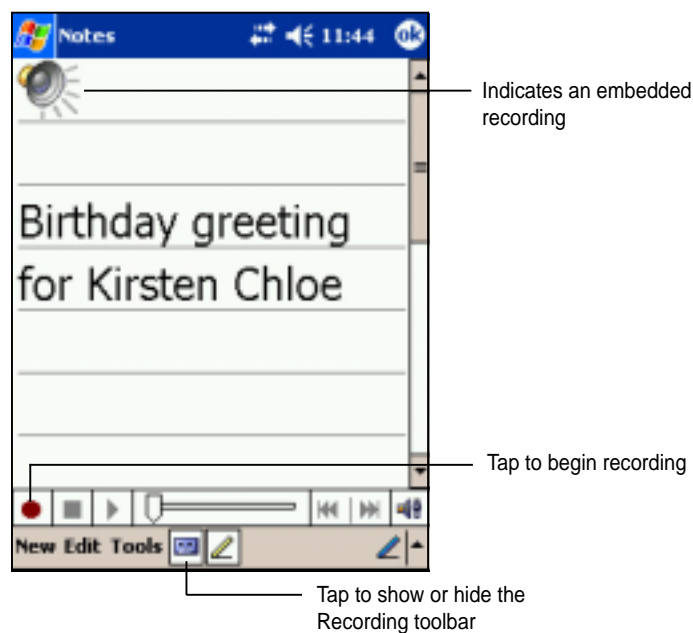 Notes 11:44 ok
Indicates an embedded
recording
Birthday greeting
for Kirsten Chloe
Tap to begin recording
New Edit Tools
Tap to show or hide the
Recording toolbar